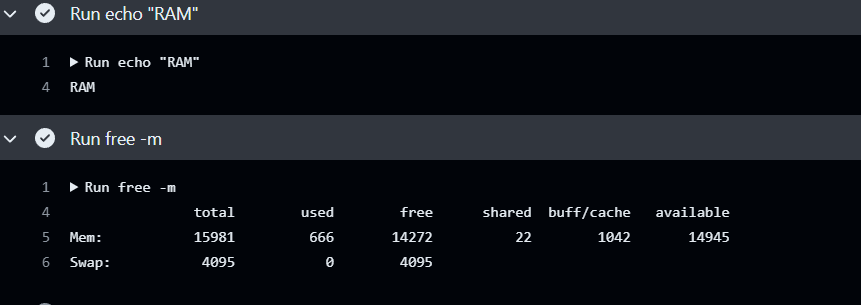 Run echo "RAM"
1 ▶ Run echo "RAM"
4 RAM
Run free -m
1 ▶ Run free -m
4 total used free shared buff/cache available
5 Mem: 15981 666 14272 22 1042 14945
6 Swap: 4095 0 4095